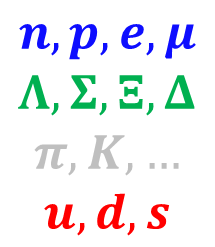 n, p, e, μ
Λ, Σ, Ξ, Δ
π, K, ...
u, d, s